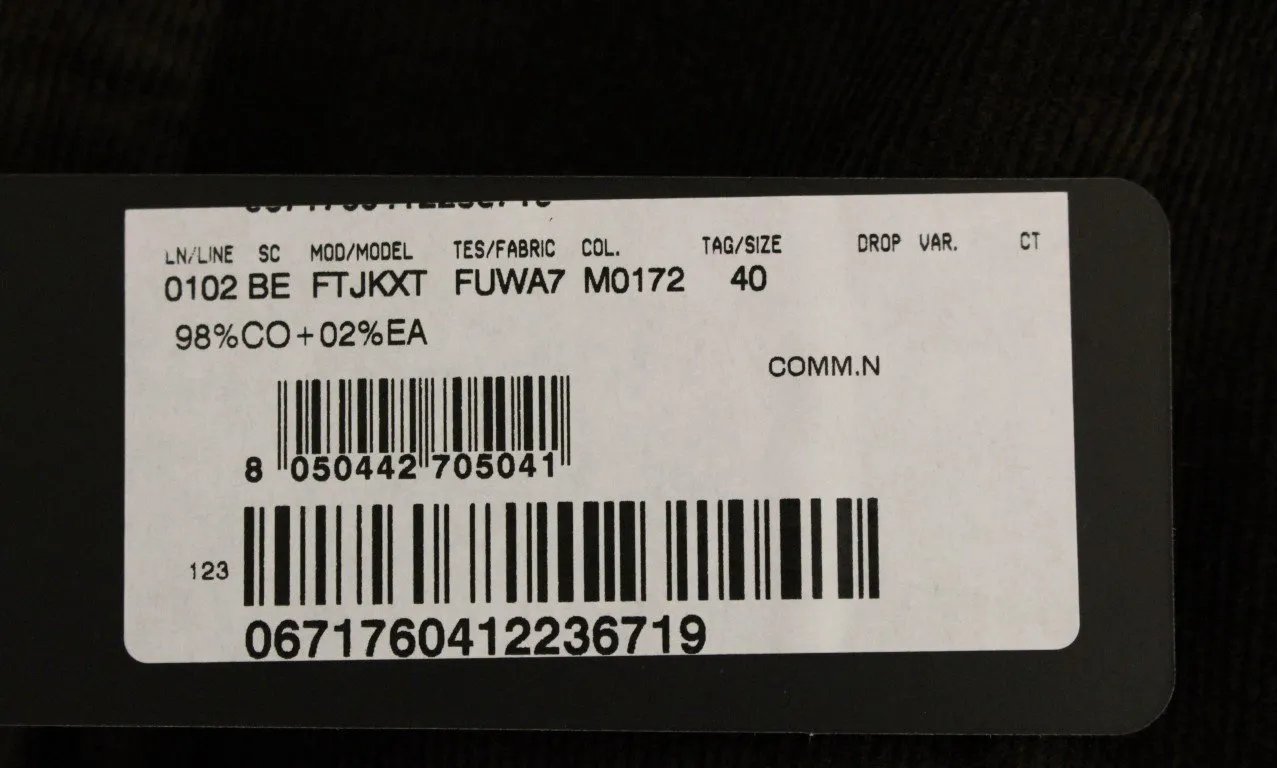 LN/LINE SC MOD/MODEL TES/FABRIC COL. TAG/SIZE DROP VAR. CT
0102 BE FTJKXT FUWA7 M0172 40
98%CO+02%EA
COMM.N
8 050442 705041
123
0671760412236719